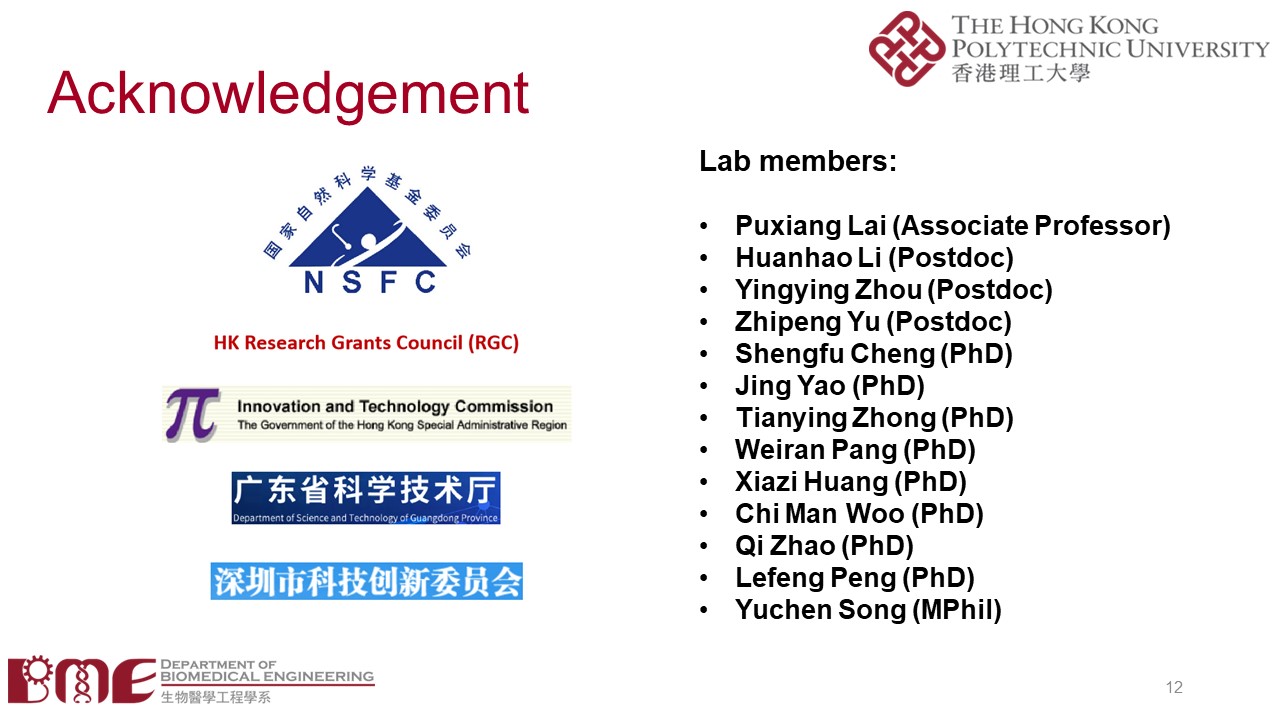 THE HONG KONG
POLYTECHNIC UNIVERSITY
香港理工大學
Acknowledgement
国家自然科学基金委员会
NSFC
HK Research Grants Council (RGC)
π Innovation and Technology Commission
The Government of the Hong Kong Special Administrative Region
广东省科学技术厅
Department of Science and Technology of Guangdong Province
深圳市科技创新委员会
Lab members:
• Puxiang Lai (Associate Professor)
• Huanhao Li (Postdoc)
• Yingying Zhou (Postdoc)
• Zhipeng Yu (Postdoc)
• Shengfu Cheng (PhD)
• Jing Yao (PhD)
• Tianying Zhong (PhD)
• Weiran Pang (PhD)
• Xiazi Huang (PhD)
• Chi Man Woo (PhD)
• Qi Zhao (PhD)
• Lefeng Peng (PhD)
• Yuchen Song (MPhil)
BME
DEPARTMENT OF
BIOMEDICAL ENGINEERING
生物醫學工程學系
12